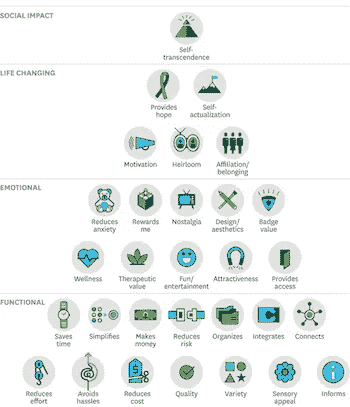 SOCIAL IMPACT
Self-
transcendence
LIFE CHANGING
Provides
hope
Self-
actualization
Motivation
Heirloom
Affiliation/
belonging
EMOTIONAL
Reduces
anxiety
Rewards
me
Nostalgia
Design/
aesthetics
Badge
value
Wellness
Therapeutic
value
Fun/
entertainment
Attractiveness
Provides
access
FUNCTIONAL
Saves
time
Simplifies
Makes
money
Reduces
risk
Organizes
Integrates
Connects
Reduces
effort
Avoids
hassles
Reduces
cost
Quality
Variety
Sensory
appeal
Informs